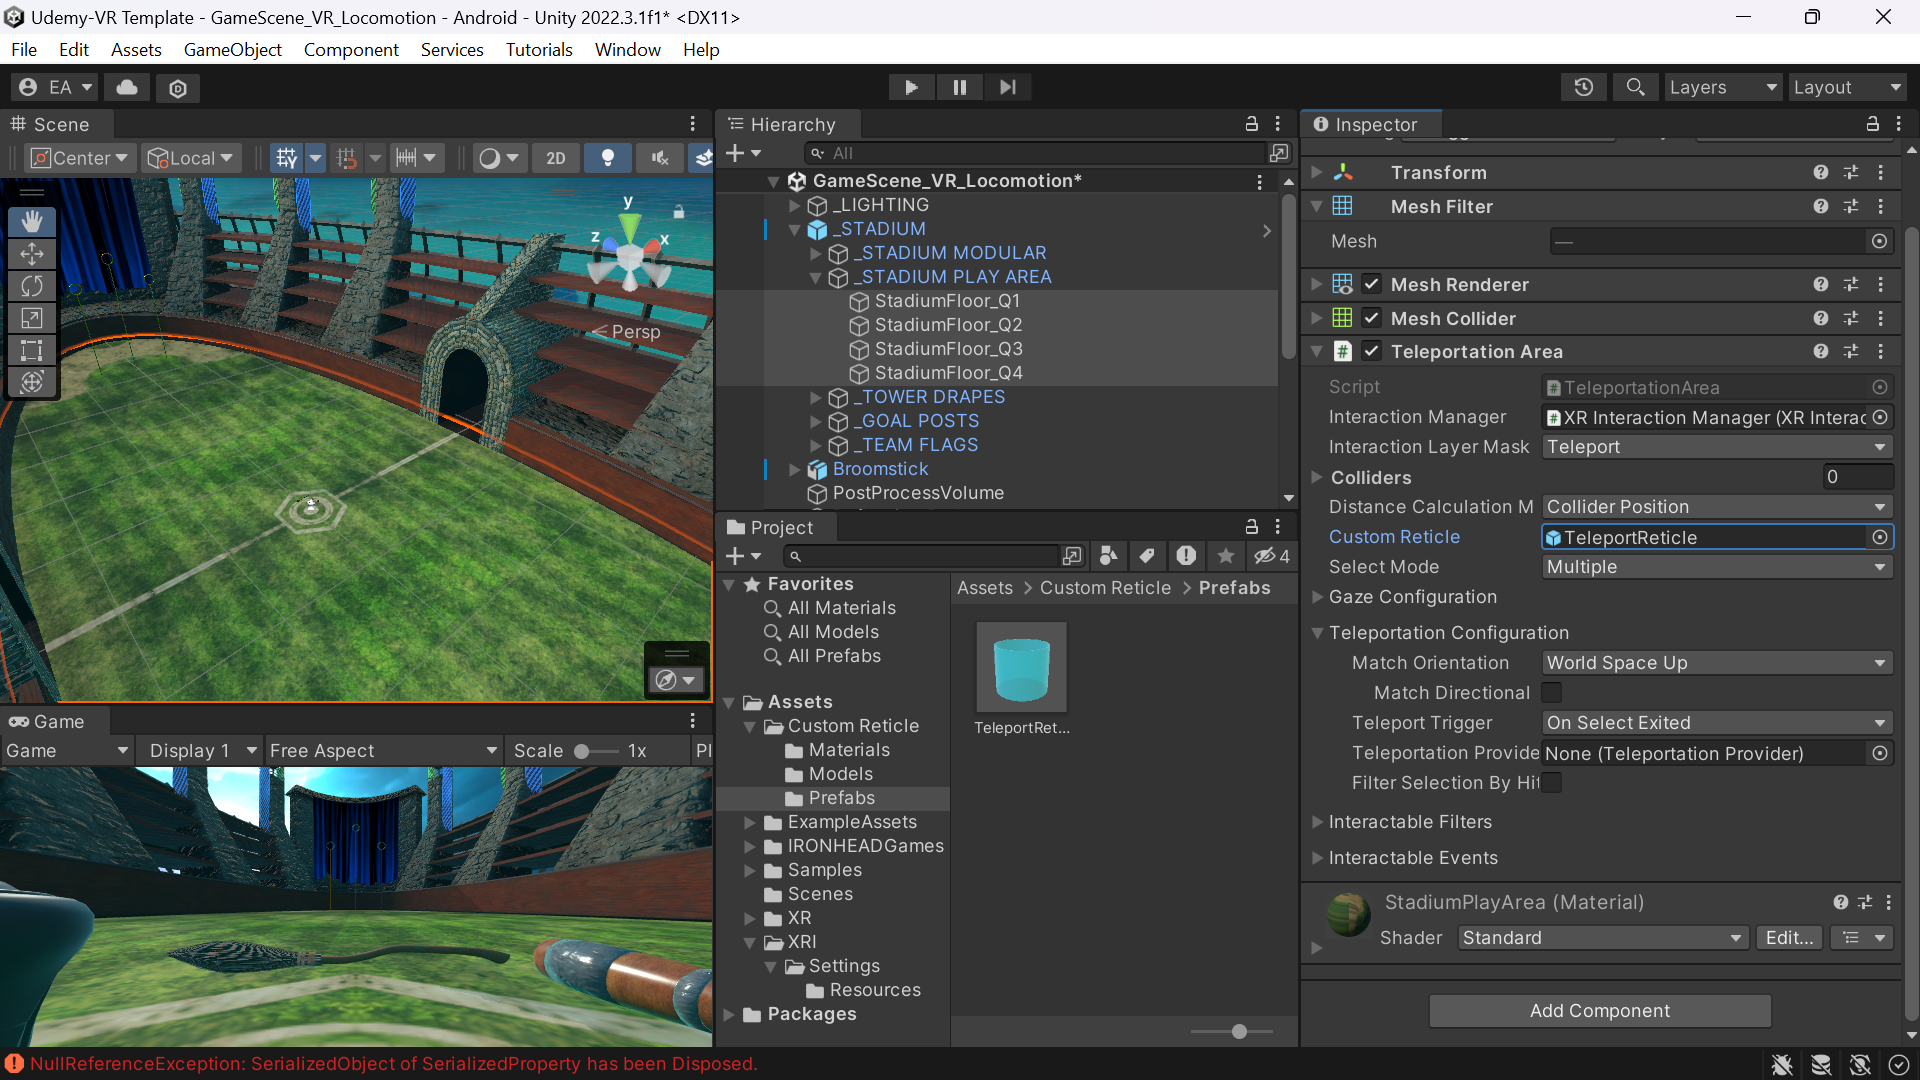 Udemy-VR Template - GameScene_VR_Locomotion - Android - Unity 2022.3.1f1* <DX11>
File Edit Assets GameObject Component Services Tutorials Window Help
EA
Layers
Layout
Scene
Center
Local
2D
y
z
x
Persp
Game
Game
Display 1
Free Aspect
Scale
1x
Pl
Hierarchy
All
GameScene_VR_Locomotion*
_LIGHTING
_STADIUM
_STADIUM MODULAR
_STADIUM PLAY AREA
StadiumFloor_Q1
StadiumFloor_Q2
StadiumFloor_Q3
StadiumFloor_Q4
_TOWER DRAPES
_GOAL POSTS
_TEAM FLAGS
Broomstick
PostProcessVolume
Project
4
Favorites
All Materials
All Models
All Prefabs
Assets
Custom Reticle
Materials
Models
Prefabs
ExampleAssets
IRONHEADGames
Samples
Scenes
XR
XRI
Settings
Resources
Packages
Assets > Custom Reticle > Prefabs
TeleportRet...
Inspector
Transform
Mesh Filter
Mesh —
Mesh Renderer
Mesh Collider
Teleportation Area
Script TeleportationArea
Interaction Manager XR Interaction Manager (XR Interac
Interaction Layer Mask Teleport
Colliders 0
Distance Calculation M Collider Position
Custom Reticle TeleportReticle
Select Mode Multiple
Gaze Configuration
Teleportation Configuration
Match Orientation World Space Up
Match Directional
Teleport Trigger On Select Exited
Teleportation Provide None (Teleportation Provider)
Filter Selection By Hit
Interactable Filters
Interactable Events
StadiumPlayArea (Material)
Shader Standard Edit...
Add Component
NullReferenceException: SerializedObject of SerializedProperty has been Disposed.